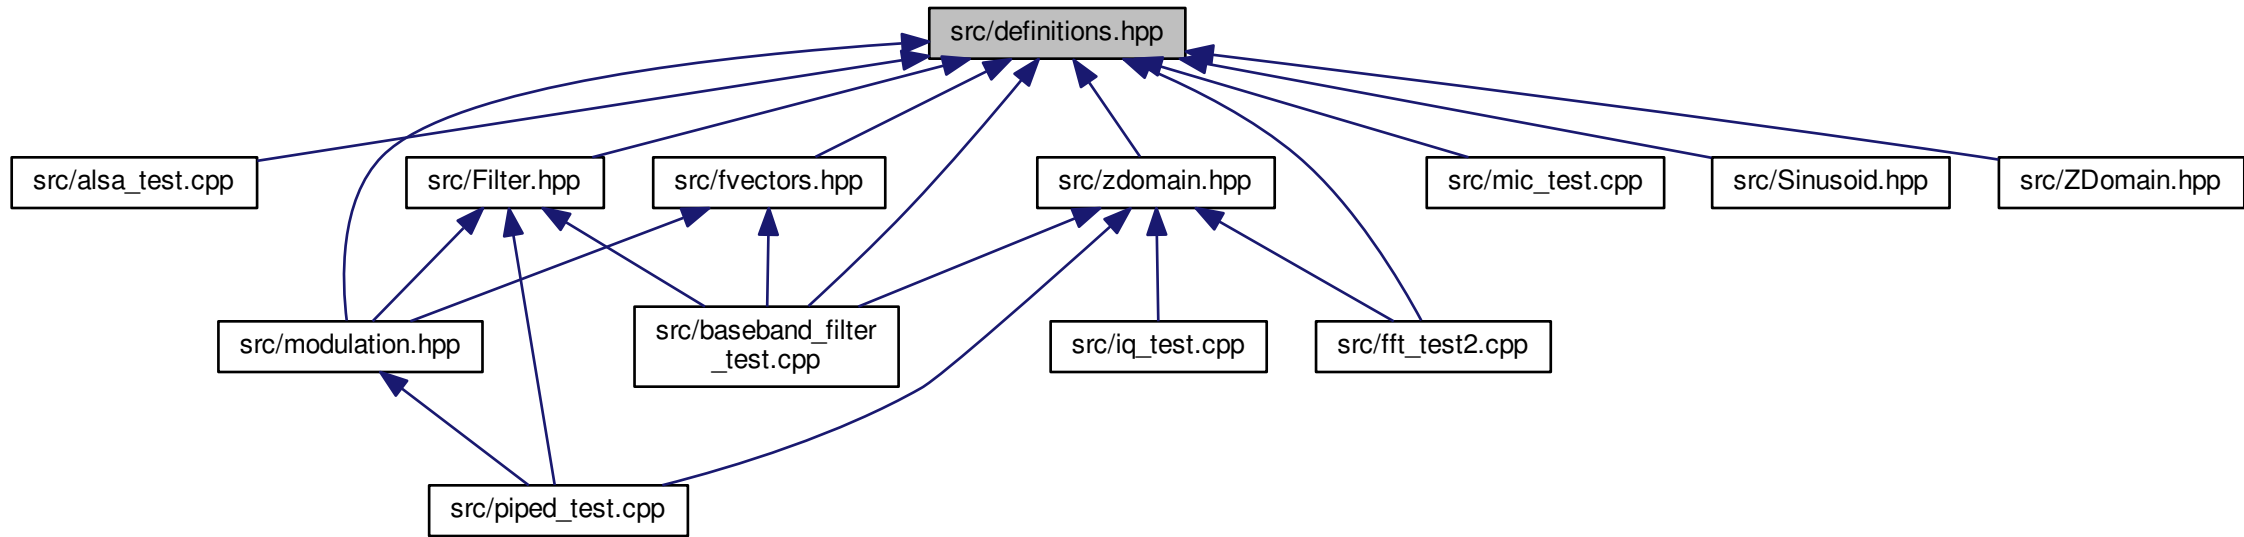 src/definitions.hpp
src/alsa_test.cpp
src/Filter.hpp
src/fvectors.hpp
src/zdomain.hpp
src/mic_test.cpp
src/Sinusoid.hpp
src/ZDomain.hpp
src/modulation.hpp
src/baseband_filter
_test.cpp
src/iq_test.cpp
src/fft_test2.cpp
src/piped_test.cpp